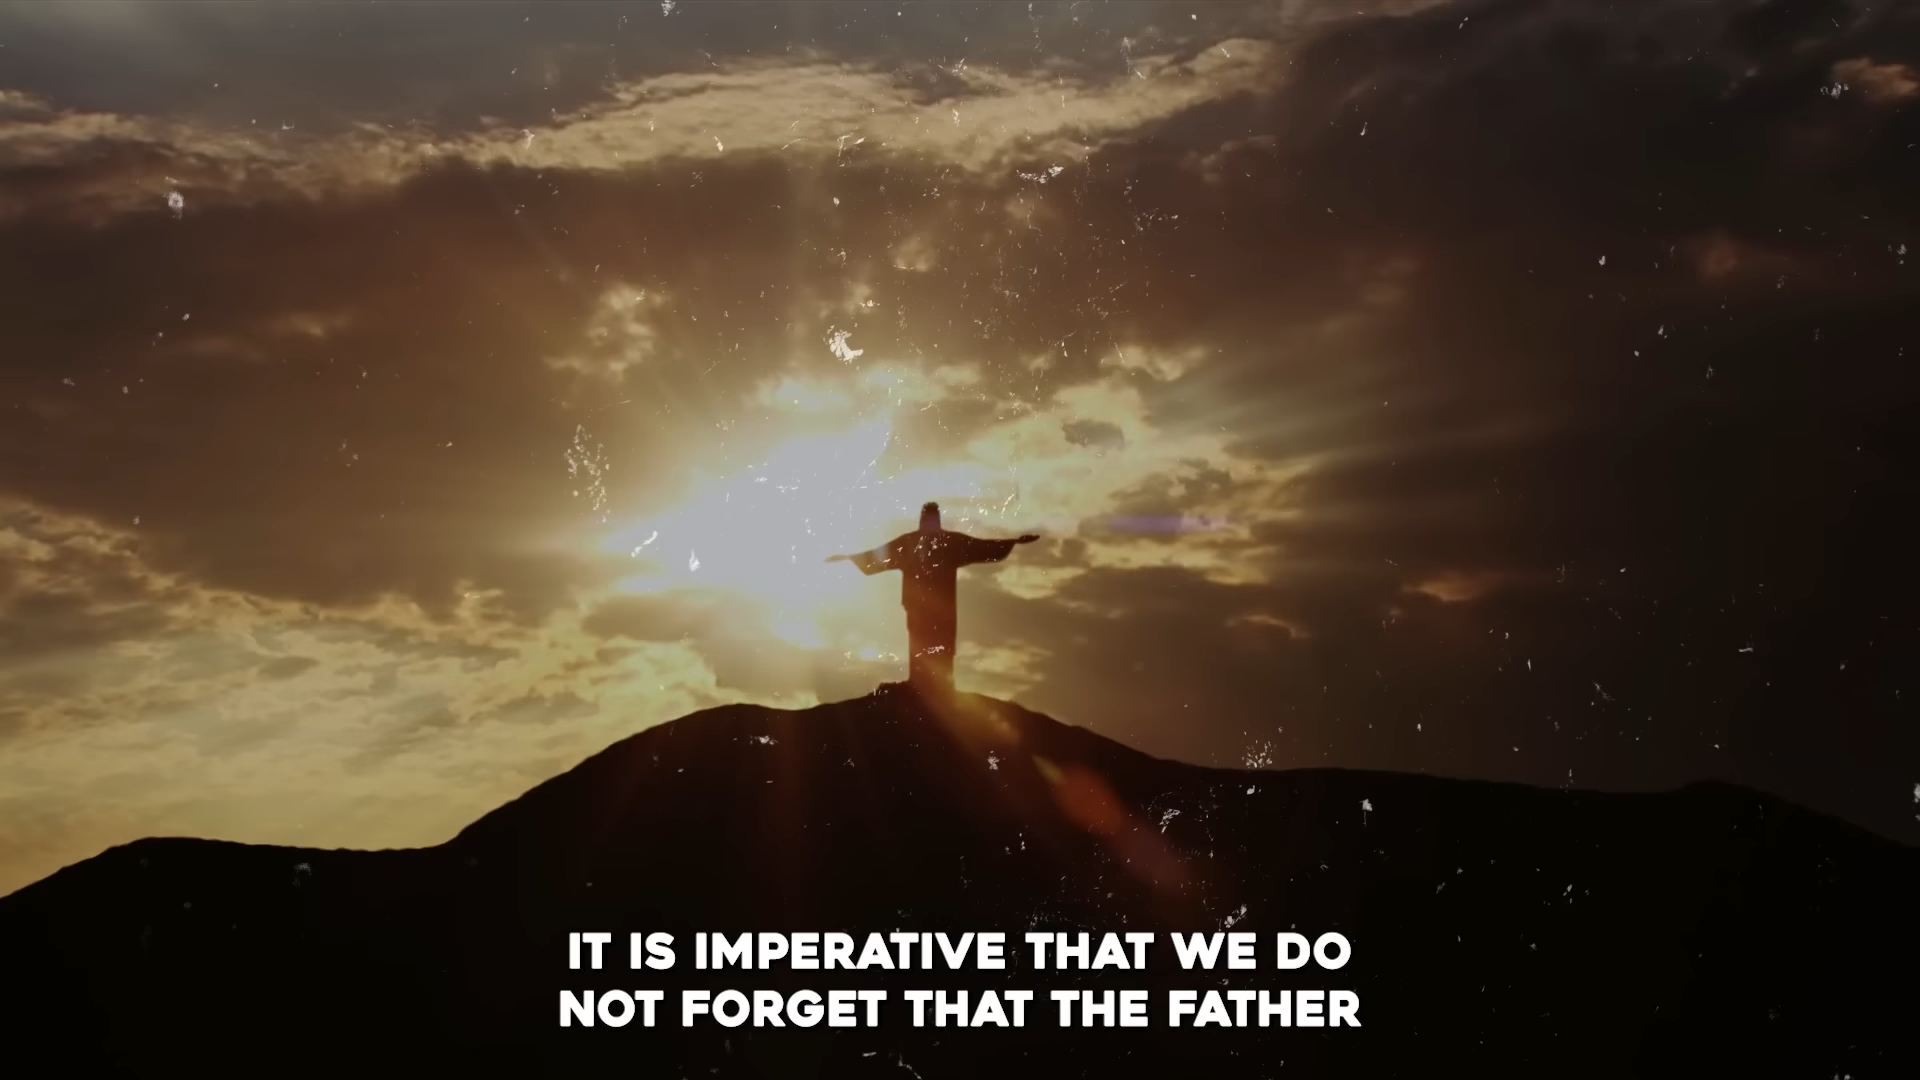 IT IS IMPERATIVE THAT WE DO
NOT FORGET THAT THE FATHER